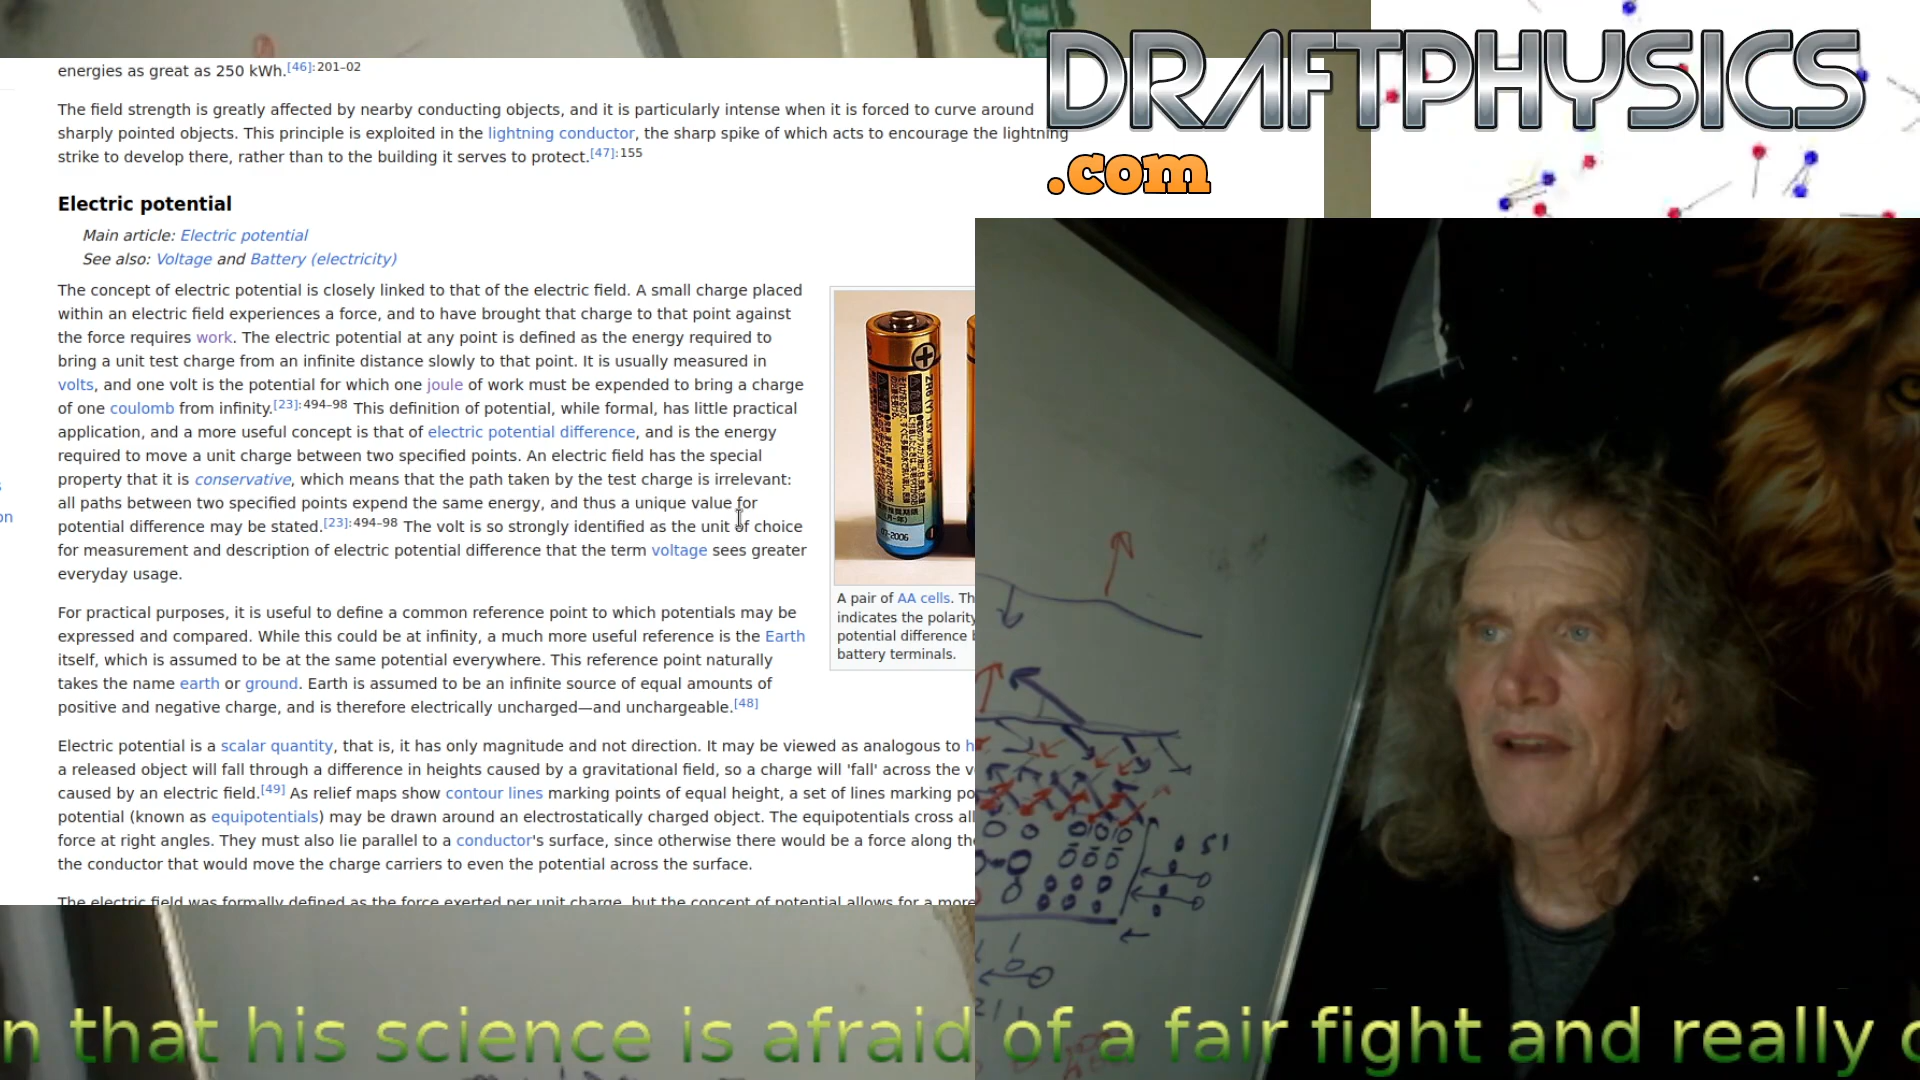 energies as great as 250 kWh.[46]:201–02
The field strength is greatly affected by nearby conducting objects, and it is particularly intense when it is forced to curve around
sharply pointed objects. This principle is exploited in the lightning conductor, the sharp spike of which acts to encourage the lightning
strike to develop there, rather than to the building it serves to protect.[47]:155
DRAFTPHYSICS
.com
Electric potential
Main article: Electric potential
See also: Voltage and Battery (electricity)
The concept of electric potential is closely linked to that of the electric field. A small charge placed
within an electric field experiences a force, and to have brought that charge to that point against
the force requires work. The electric potential at any point is defined as the energy required to
bring a unit test charge from an infinite distance slowly to that point. It is usually measured in
volts, and one volt is the potential for which one joule of work must be expended to bring a charge
of one coulomb from infinity.[23]:494–98 This definition of potential, while formal, has little practical
application, and a more useful concept is that of electric potential difference, and is the energy
required to move a unit charge between two specified points. An electric field has the special
property that it is conservative, which means that the path taken by the test charge is irrelevant:
all paths between two specified points expend the same energy, and thus a unique value for
potential difference may be stated.[23]:494–98 The volt is so strongly identified as the unit of choice
for measurement and description of electric potential difference that the term voltage sees greater
everyday usage.
A pair of AA cells. Th
indicates the polarity
potential difference b
battery terminals.
For practical purposes, it is useful to define a common reference point to which potentials may be
expressed and compared. While this could be at infinity, a much more useful reference is the Earth
itself, which is assumed to be at the same potential everywhere. This reference point naturally
takes the name earth or ground. Earth is assumed to be an infinite source of equal amounts of
positive and negative charge, and is therefore electrically uncharged—and unchargeable.[48]
Electric potential is a scalar quantity, that is, it has only magnitude and not direction. It may be viewed as analogous to h
a released object will fall through a difference in heights caused by a gravitational field, so a charge will 'fall' across the v
caused by an electric field.[49] As relief maps show contour lines marking points of equal height, a set of lines marking po
potential (known as equipotentials) may be drawn around an electrostatically charged object. The equipotentials cross all
force at right angles. They must also lie parallel to a conductor's surface, since otherwise there would be a force along the
the conductor that would move the charge carriers to even the potential across the surface.
The electric field was formally defined as the force exerted per unit charge, but the concept of potential allows for a more
n that his science is afraid of a fair fight and really